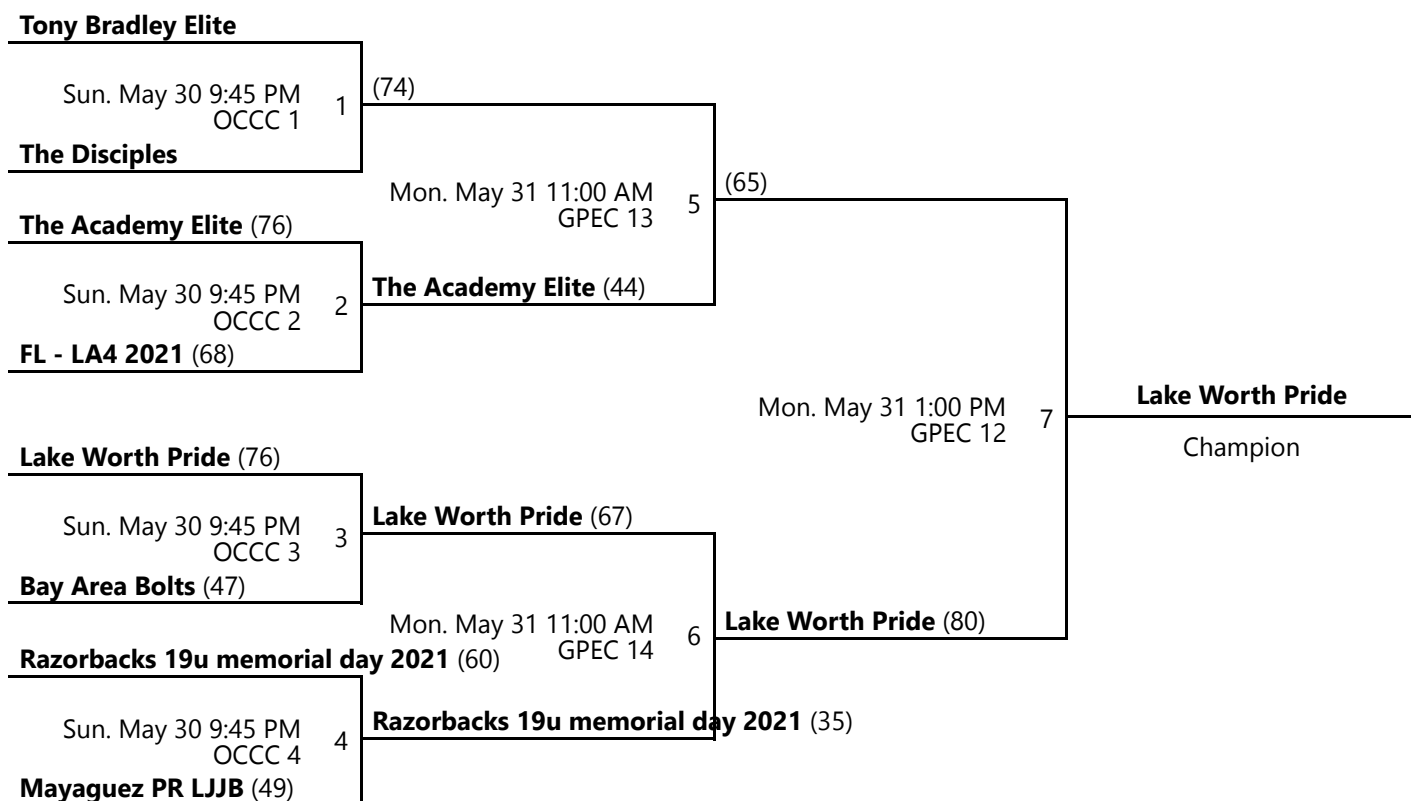 Tony Bradley Elite
Sun. May 30 9:45 PM
OCCC 1
1
(74)
The Disciples
Mon. May 31 11:00 AM
GPEC 13
5
(65)
The Academy Elite (76)
Sun. May 30 9:45 PM
OCCC 2
2
The Academy Elite (44)
FL - LA4 2021 (68)
Mon. May 31 1:00 PM
GPEC 12
7
Lake Worth Pride
Champion
Lake Worth Pride (76)
Sun. May 30 9:45 PM
OCCC 3
3
Lake Worth Pride (67)
Bay Area Bolts (47)
Mon. May 31 11:00 AM
GPEC 14
6
Lake Worth Pride (80)
Razorbacks 19u memorial day 2021 (60)
Sun. May 30 9:45 PM
OCCC 4
4
Razorbacks 19u memorial day 2021 (35)
Mayaguez PR LJJB (49)